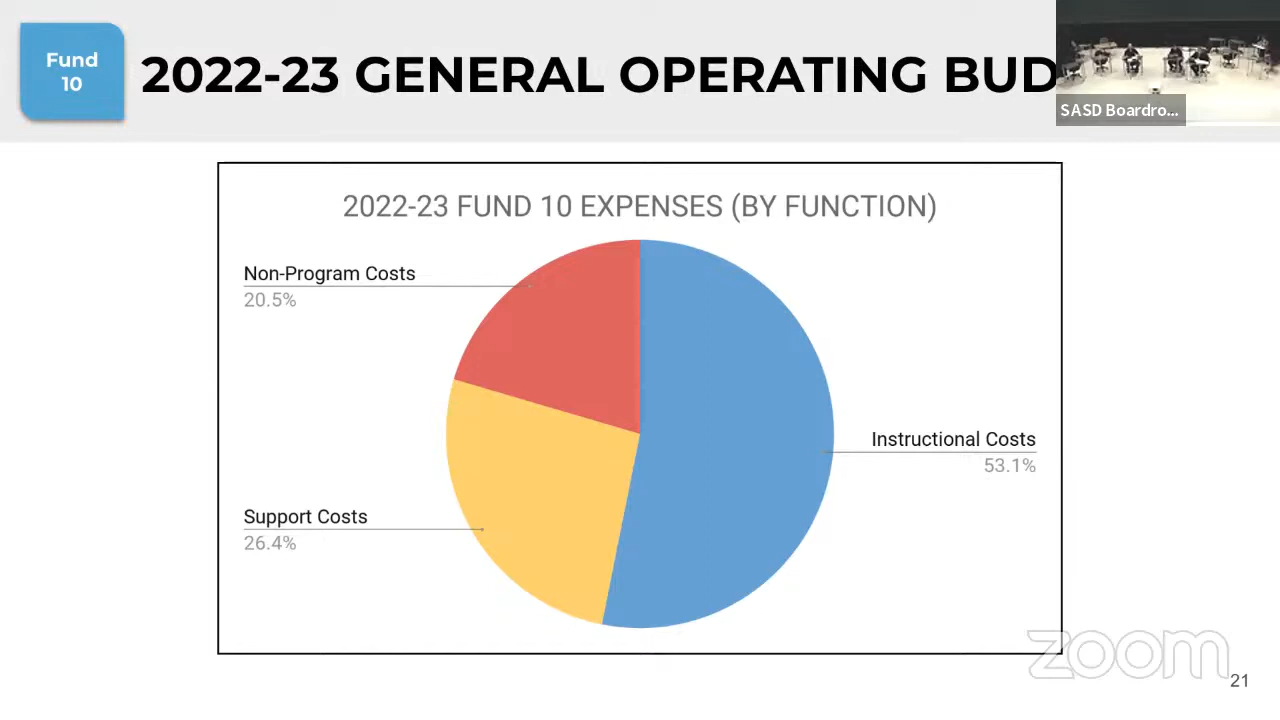 Fund
10
2022-23 GENERAL OPERATING BUD
SASD Boardro...
2022-23 FUND 10 EXPENSES (BY FUNCTION)
Non-Program Costs
20.5%
Instructional Costs
53.1%
Support Costs
26.4%
zoom
21